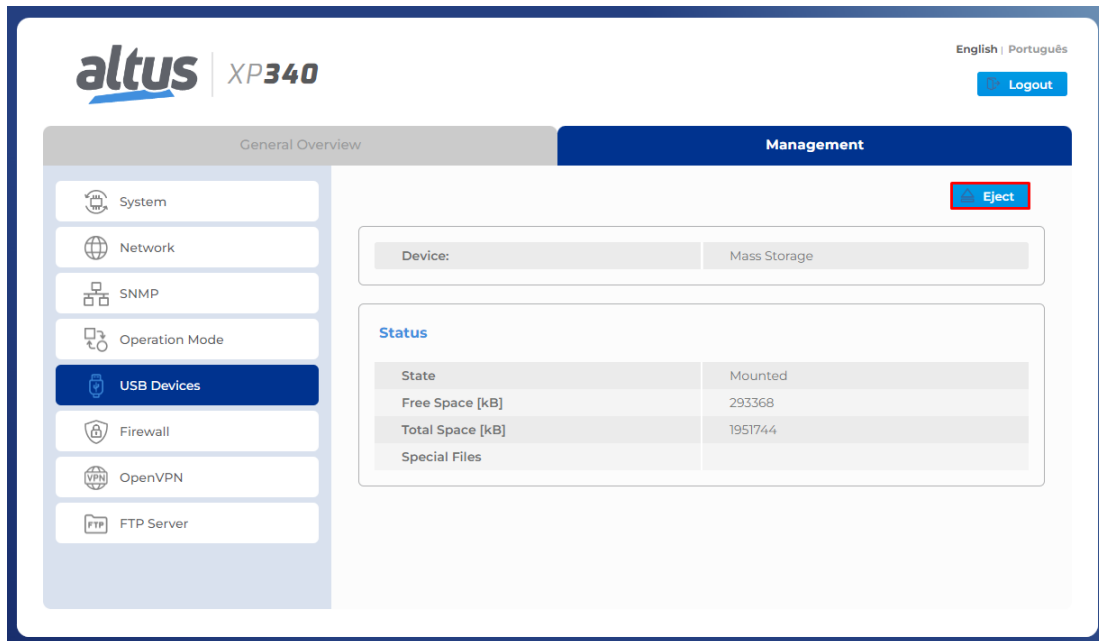 English | Português
altus XP340
Logout
General Overview
Management
System
Network
SNMP
Operation Mode
USB Devices
Firewall
VPN OpenVPN
FTP FTP Server
Eject
Device: Mass Storage
Status
State Mounted
Free Space [kB] 293368
Total Space [kB] 1951744
Special Files